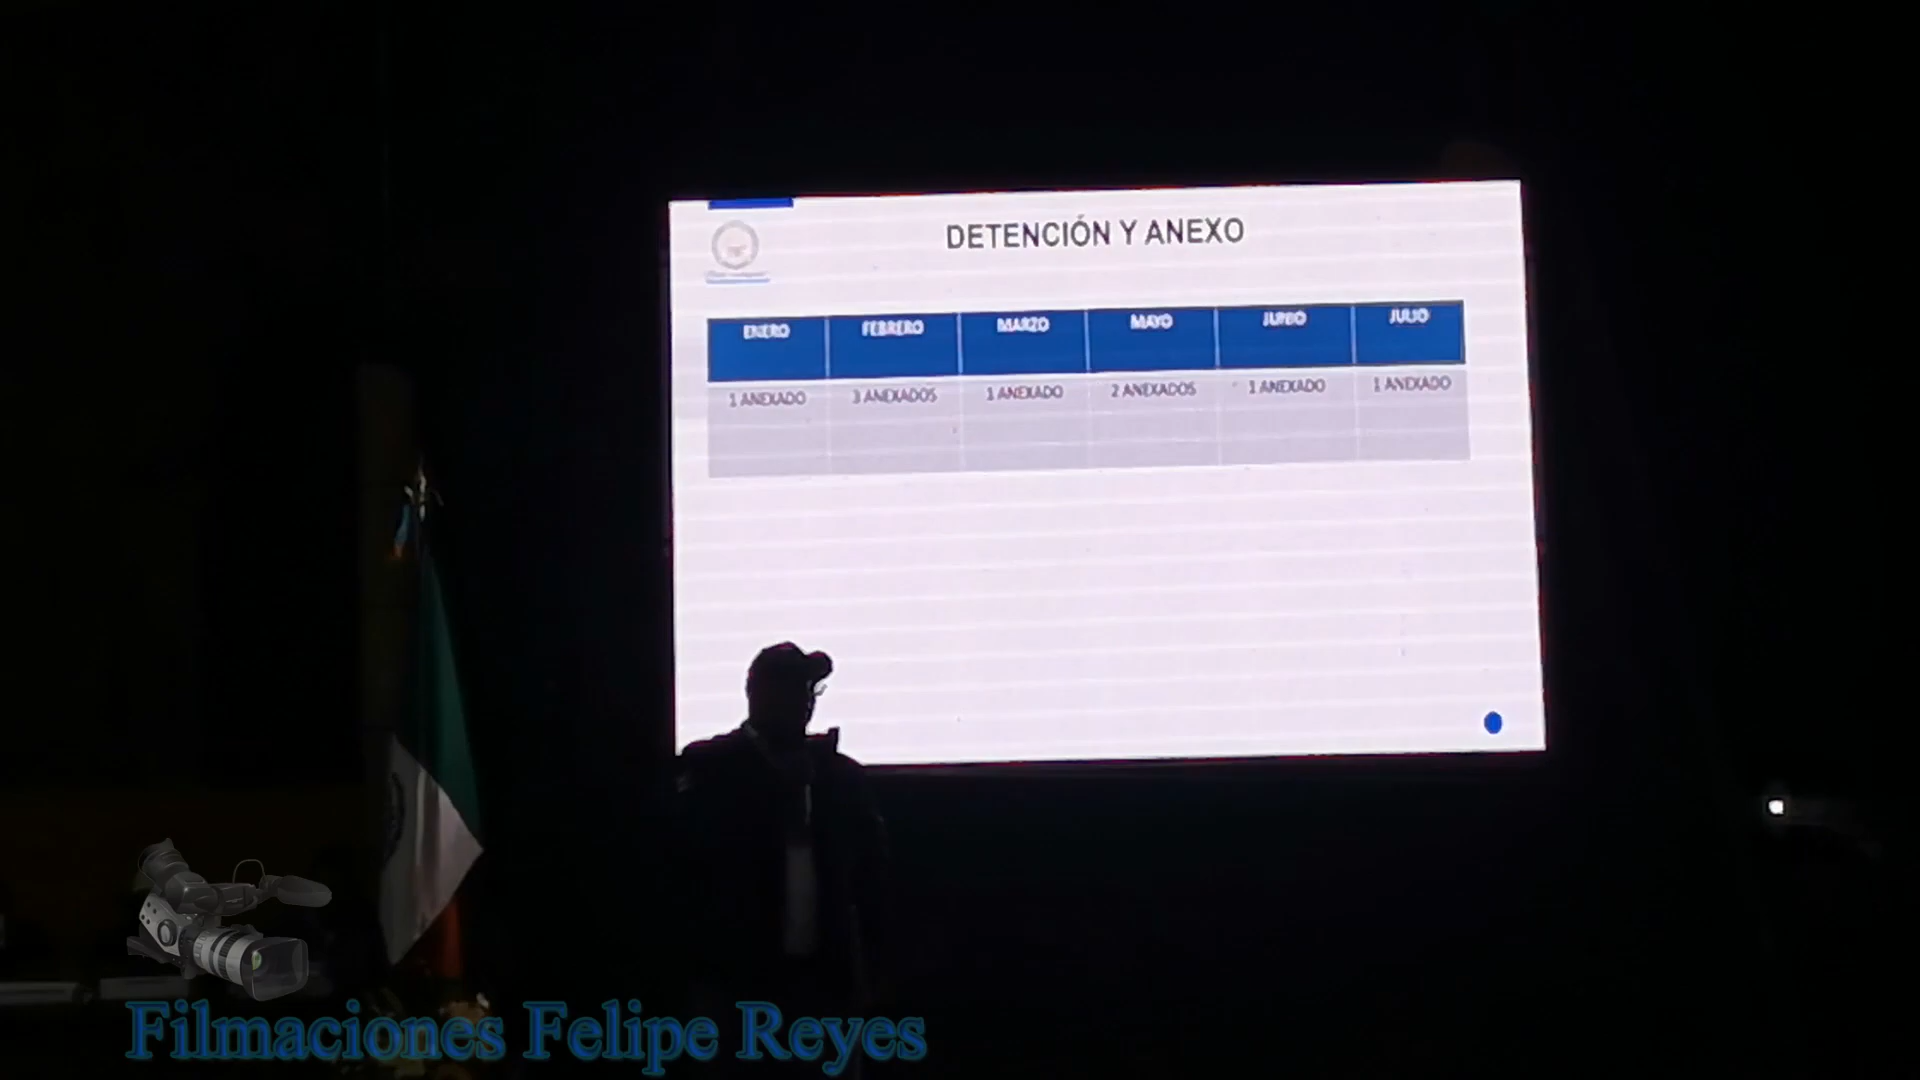 DETENCIÓN Y ANEXO
ENERO FEBRERO MARZO MAYO JUNIO JULIO
1 ANEXADO 3 ANEXADOS 1 ANEXADO 2 ANEXADOS 1 ANEXADO 1 ANEXADO
Filmaciones Felipe Reyes